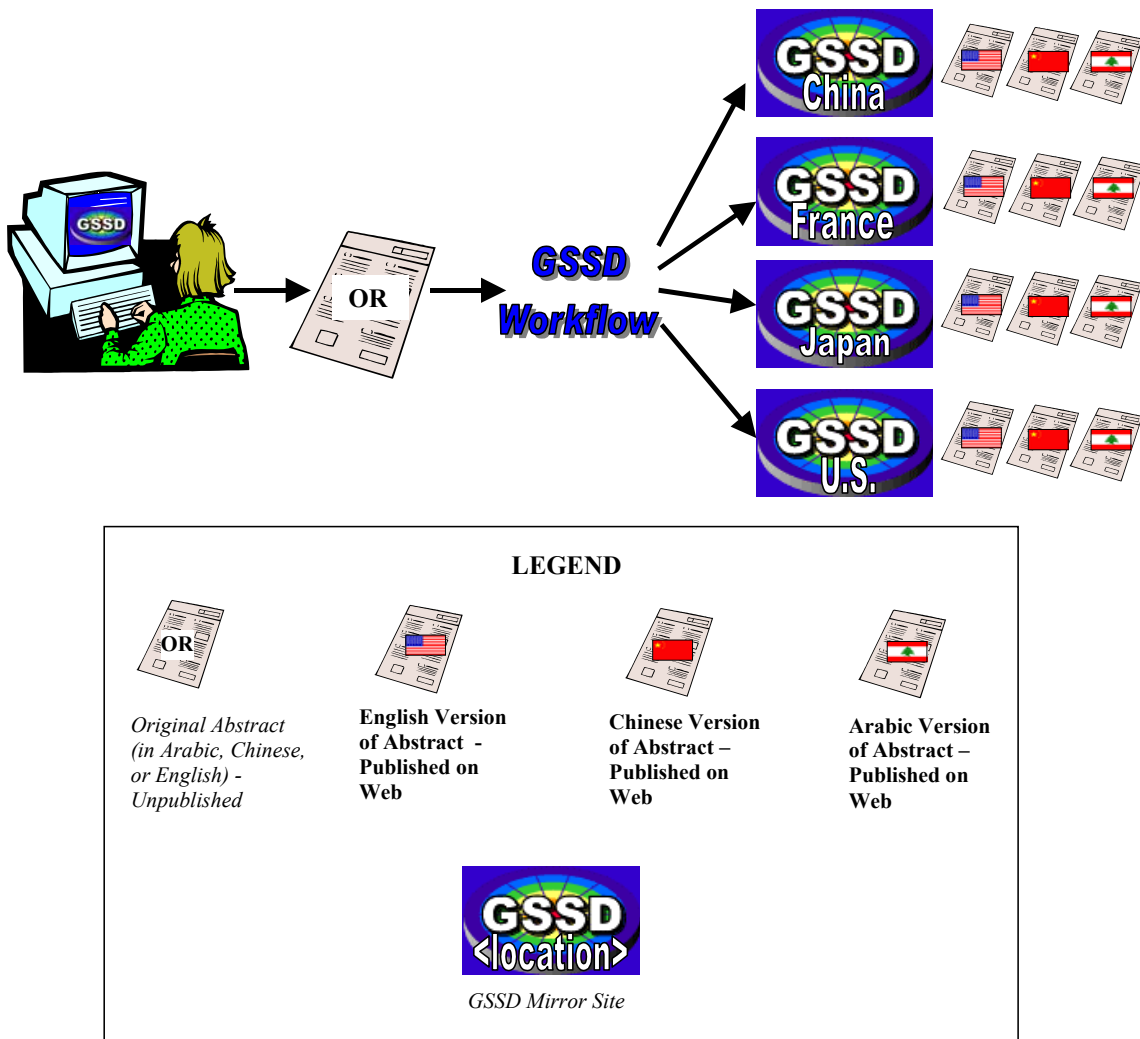 GSSD
China
GSSD
France
GSSD
OR
GSSD
Workflow
GSSD
Japan
GSSD
U.S.
LEGEND
OR
Original Abstract
(in Arabic, Chinese,
or English) -
Unpublished
English Version
of Abstract -
Published on
Web
Chinese Version
of Abstract –
Published on
Web
Arabic Version
of Abstract –
Published on
Web
GSSD
<location>
GSSD Mirror Site